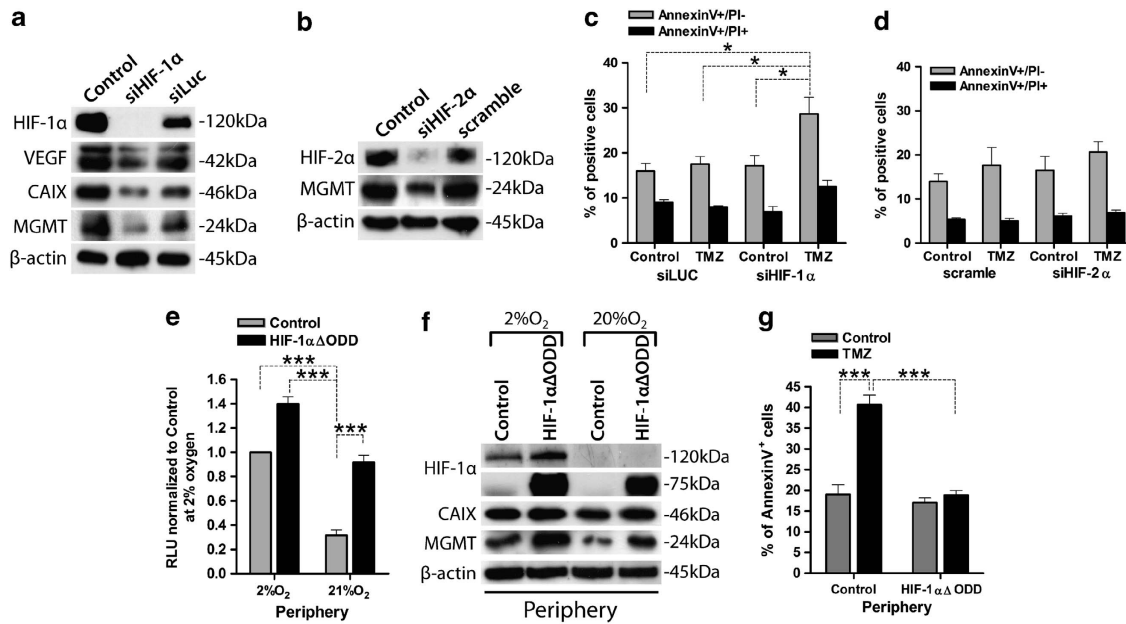 a
Control
siHIF-1α
siLuc
HIF-1α
-120kDa
VEGF
-42kDa
CAIX
-46kDa
MGMT
-24kDa
β-actin
-45kDa
b
Control
siHIF-2α
scramble
HIF-2α
-120kDa
MGMT
-24kDa
β-actin
-45kDa
c
AnnexinV+/PI-
AnnexinV+/PI+
% of positive cells
40
30
20
10
0
*
*
*
Control TMZ Control TMZ
siLUC siHIF-1α
d
AnnexinV+/PI-
AnnexinV+/PI+
% of positive cells
40
30
20
10
0
Control TMZ Control TMZ
scramle siHIF-2α
e
Control
HIF-1αΔODD
RLU normalized to Control
at 2% oxygen
1.6
1.4
1.2
1.0
0.8
0.6
0.4
0.2
0.0
***
***
***
2%O₂ 21%O₂
Periphery
f
2%O₂ 20%O₂
Control
HIF-1αΔODD
Control
HIF-1αΔODD
HIF-1α
-120kDa
-75kDa
CAIX
-46kDa
MGMT
-24kDa
β-actin
-45kDa
Periphery
g
Control
TMZ
% of AnnexinV⁺ cells
45
40
35
30
25
20
15
10
5
0
*** ***
Control HIF-1αΔ ODD
Periphery